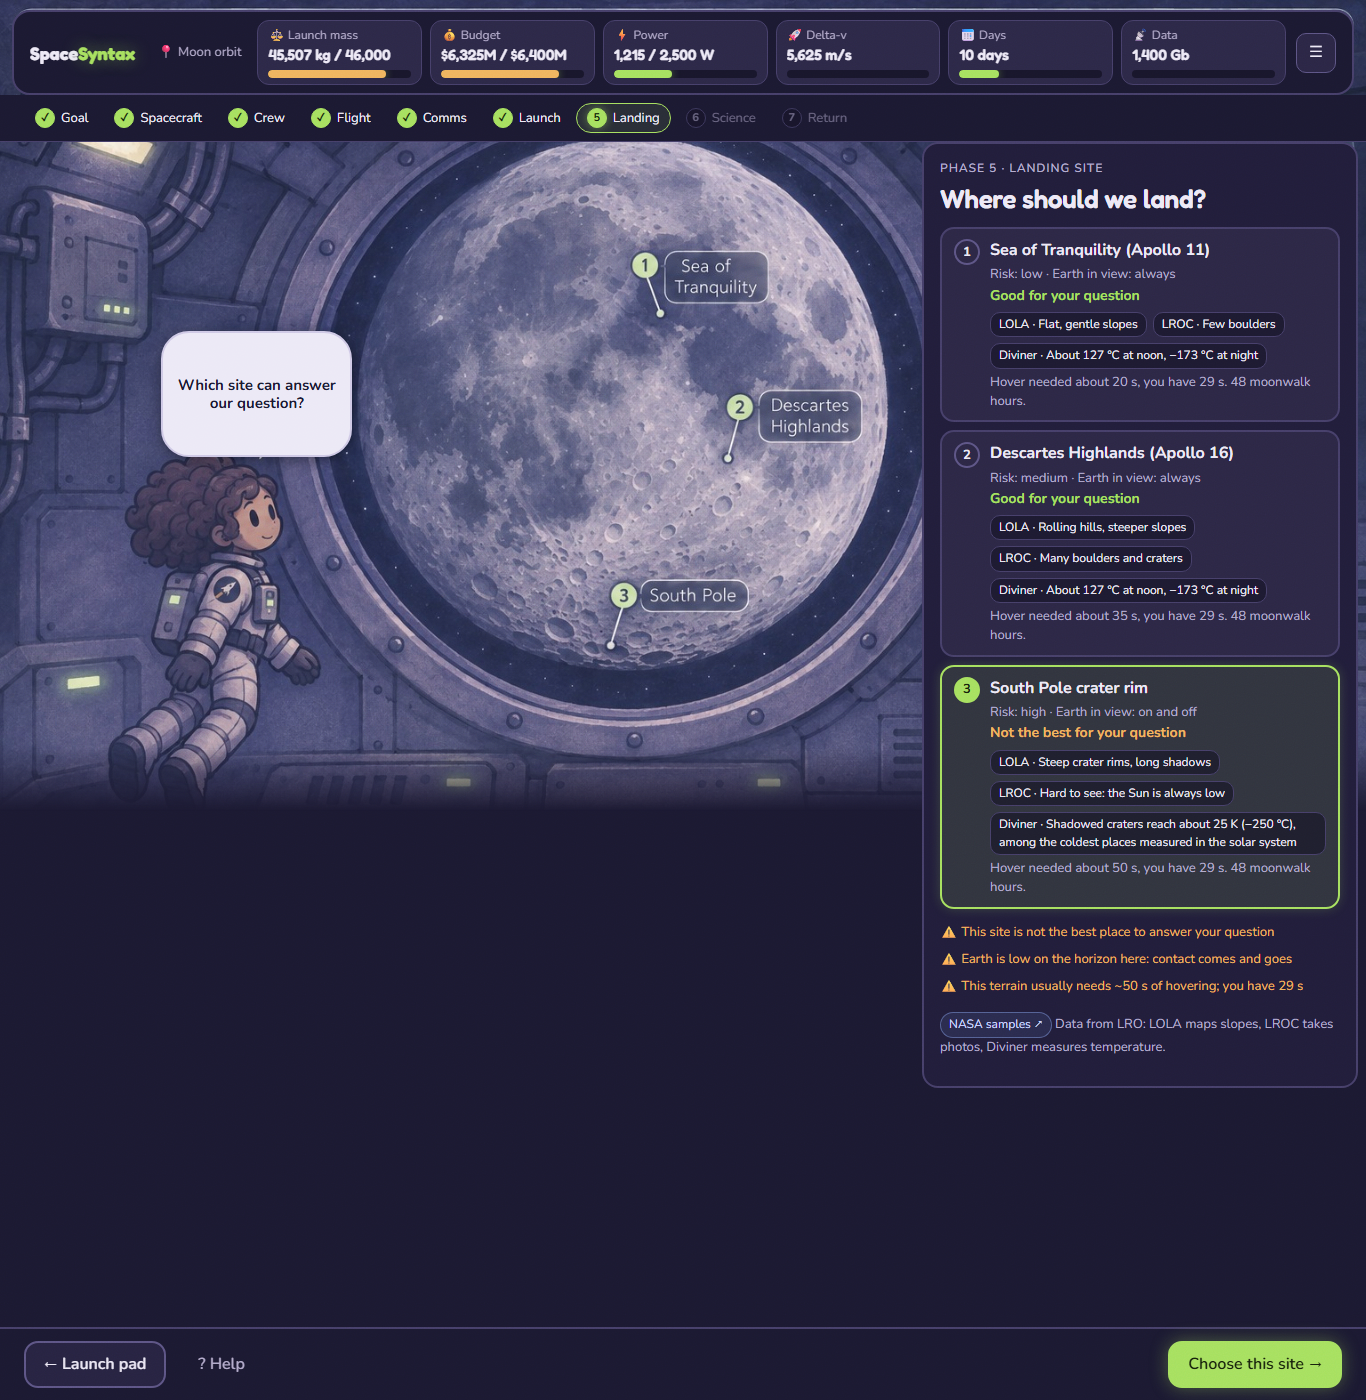 SpaceSyntax
📍 Moon orbit
⚖️ Launch mass
45,507 kg / 46,000
💰 Budget
$6,325M / $6,400M
⚡ Power
1,215 / 2,500 W
🚀 Delta-v
5,625 m/s
📅 Days
10 days
📡 Data
1,400 Gb
☰
✓ Goal
✓ Spacecraft
✓ Crew
✓ Flight
✓ Comms
✓ Launch
5 Landing
6 Science
7 Return
Which site can answer
our question?
1 Sea of
Tranquility
2 Descartes
Highlands
3 South Pole
PHASE 5 · LANDING SITE
Where should we land?
1 Sea of Tranquility (Apollo 11)
Risk: low · Earth in view: always
Good for your question
LOLA · Flat, gentle slopes
LROC · Few boulders
Diviner · About 127 °C at noon, −173 °C at night
Hover needed about 20 s, you have 29 s. 48 moonwalk
hours.
2 Descartes Highlands (Apollo 16)
Risk: medium · Earth in view: always
Good for your question
LOLA · Rolling hills, steeper slopes
LROC · Many boulders and craters
Diviner · About 127 °C at noon, −173 °C at night
Hover needed about 35 s, you have 29 s. 48 moonwalk
hours.
3 South Pole crater rim
Risk: high · Earth in view: on and off
Not the best for your question
LOLA · Steep crater rims, long shadows
LROC · Hard to see: the Sun is always low
Diviner · Shadowed craters reach about 25 K (−250 °C),
among the coldest places measured in the solar system
Hover needed about 50 s, you have 29 s. 48 moonwalk
hours.
⚠ This site is not the best place to answer your question
⚠ Earth is low on the horizon here: contact comes and goes
⚠ This terrain usually needs ~50 s of hovering; you have 29 s
NASA samples ↗ Data from LRO: LOLA maps slopes, LROC takes
photos, Diviner measures temperature.
← Launch pad
? Help
Choose this site →